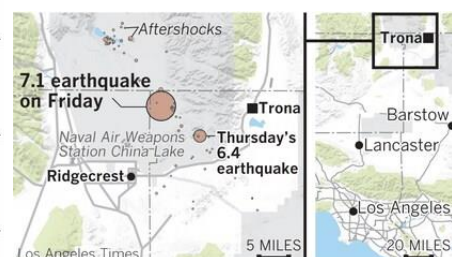 Aftershocks
7.1 earthquake
on Friday
Trona
Naval Air Weapons
Station China Lake
Thursday's
6.4
earthquake
Ridgecrest
Los Angeles Times
5 MILES
Trona
Barstow
Lancaster
Los Angeles
20 MILES